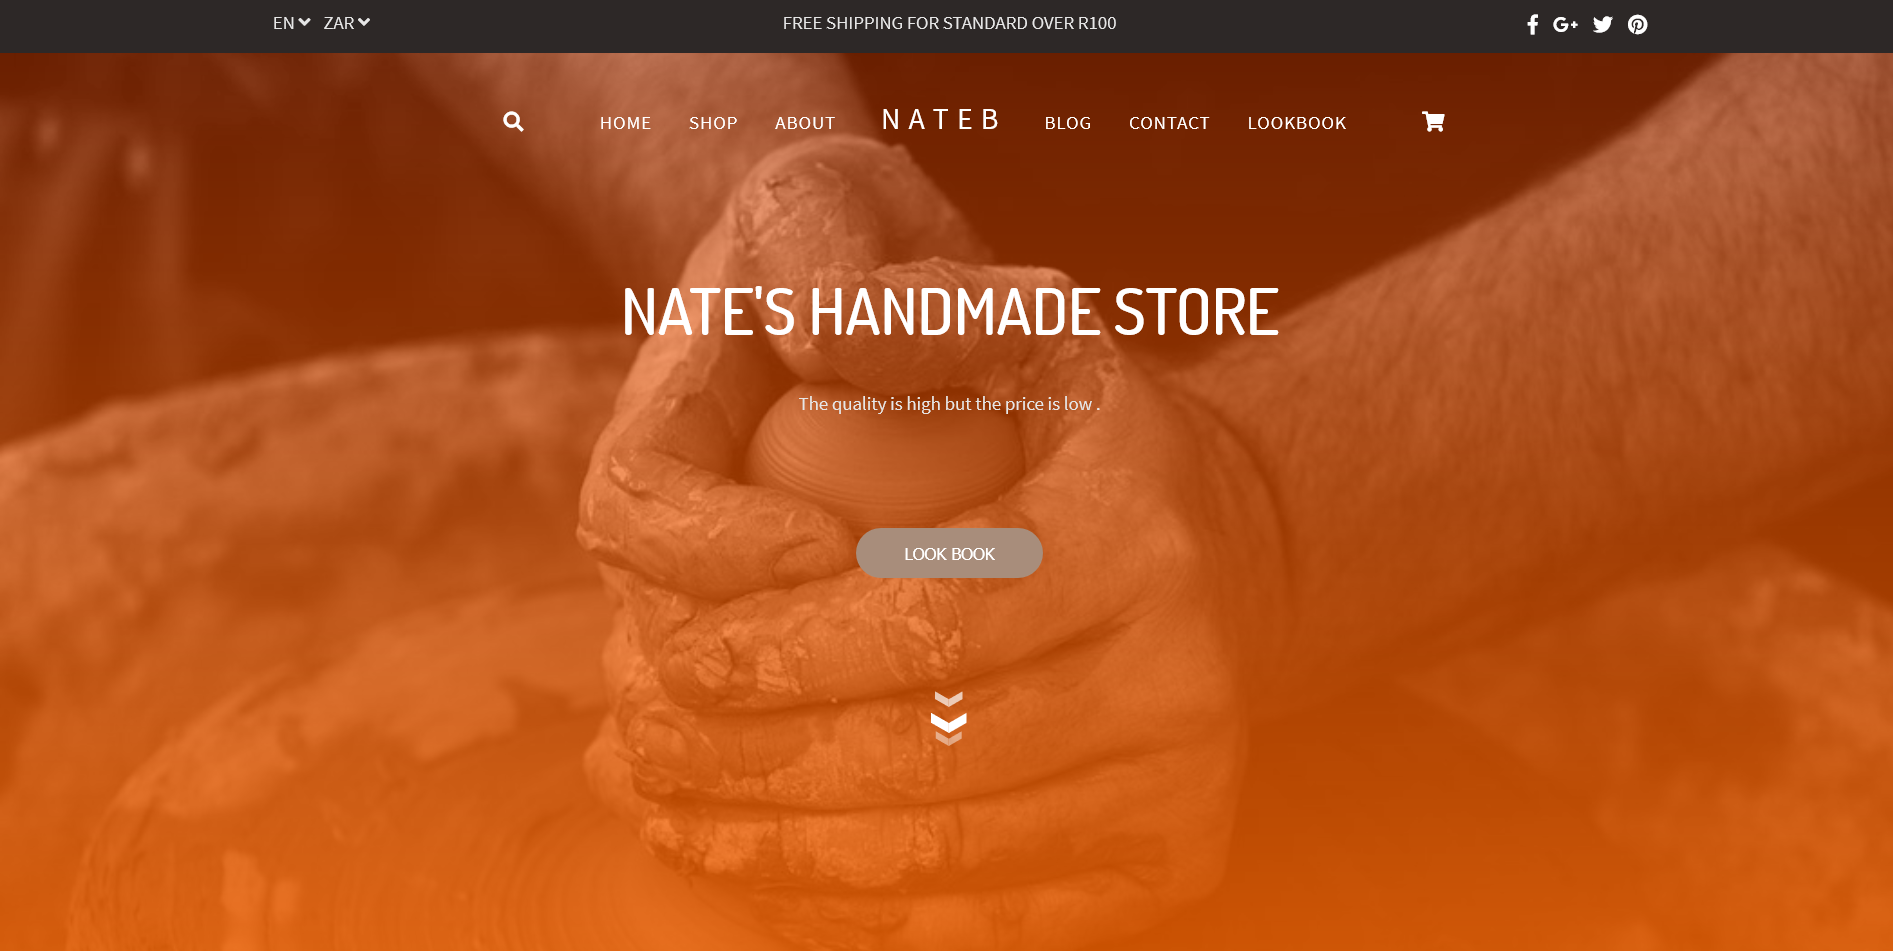 EN ZAR FREE SHIPPING FOR STANDARD OVER R100
HOME SHOP ABOUT NATEB BLOG CONTACT LOOKBOOK
NATE'S HANDMADE STORE
The quality is high but the price is low .
LOOK BOOK